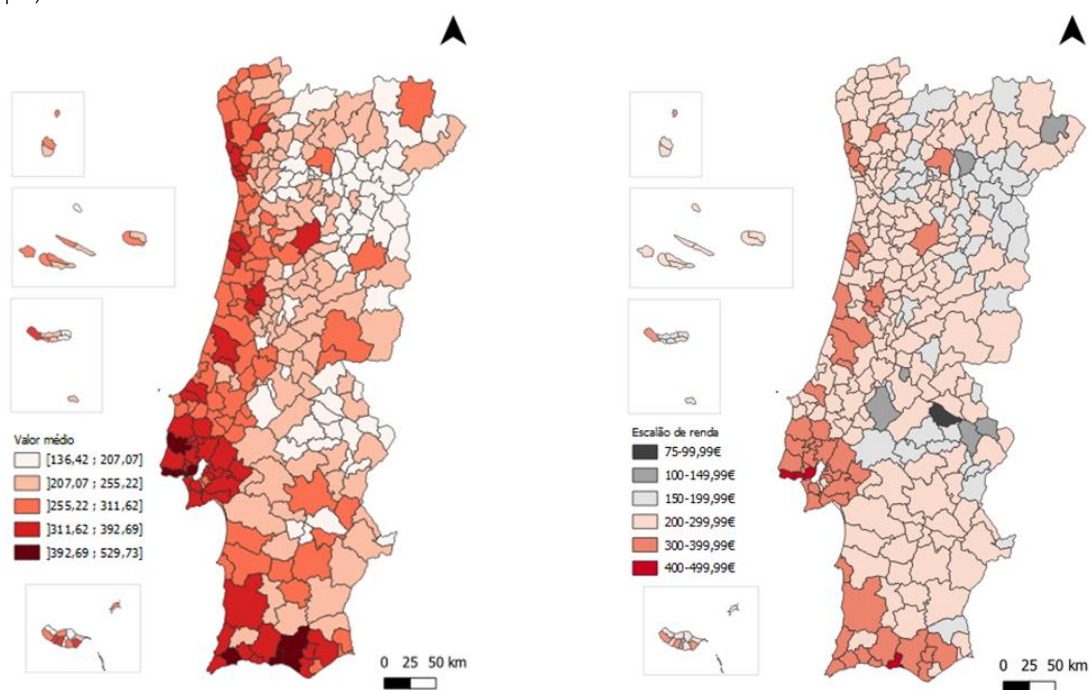 Valor médio
]136,42 ; 207,07]
]207,07 ; 255,22]
]255,22 ; 311.62]
]311.62 ; 392,69]
]392,69 ; 529,73]
0 25 50 km
Escalão de renda
75-99,99€
100-149,99€
150-199,99€
200-299,99€
300-399,99€
400-499,99€
0 25 50 km